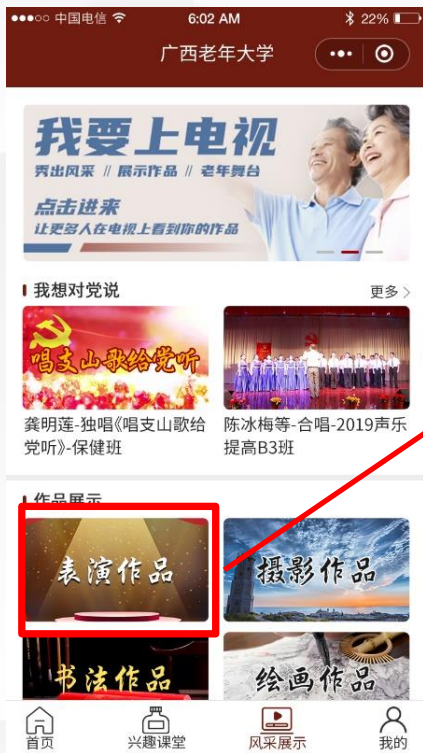 中国电信 6:02 AM 22%
广西老年大学
我要上电视
秀出风采 // 展示作品 // 老年舞台
点击进来
让更多人在电视上看到你的作品
我想对党说 更多 >
唱支山歌给党听
龚明莲-独唱《唱支山歌给党听》-保健班
陈冰梅等-合唱-2019声乐提高B3班
作品展示
表演作品 摄影作品
书法作品 绘画作品
首页 兴趣课堂 风采展示 我的